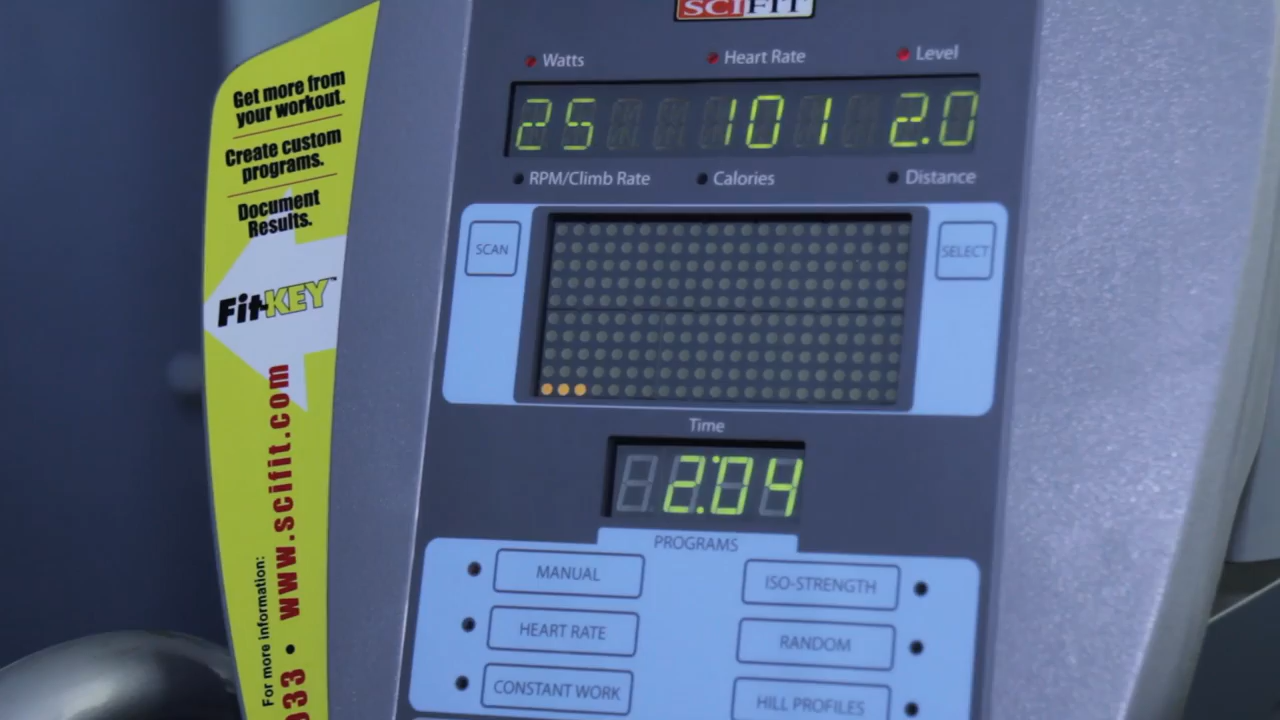 SCIFIT
Watts
Heart Rate
Level
25
101
2.0
RPM/Climb Rate
Calories
Distance
SCAN
SELECT
Time
2:04
PROGRAMS
MANUAL
ISO-STRENGTH
HEART RATE
RANDOM
CONSTANT WORK
HILL PROFILES
Get more from
your workout.
Create custom
programs.
Document
Results.
Fit-KEY™
For more information:
933 • www.scifit.com